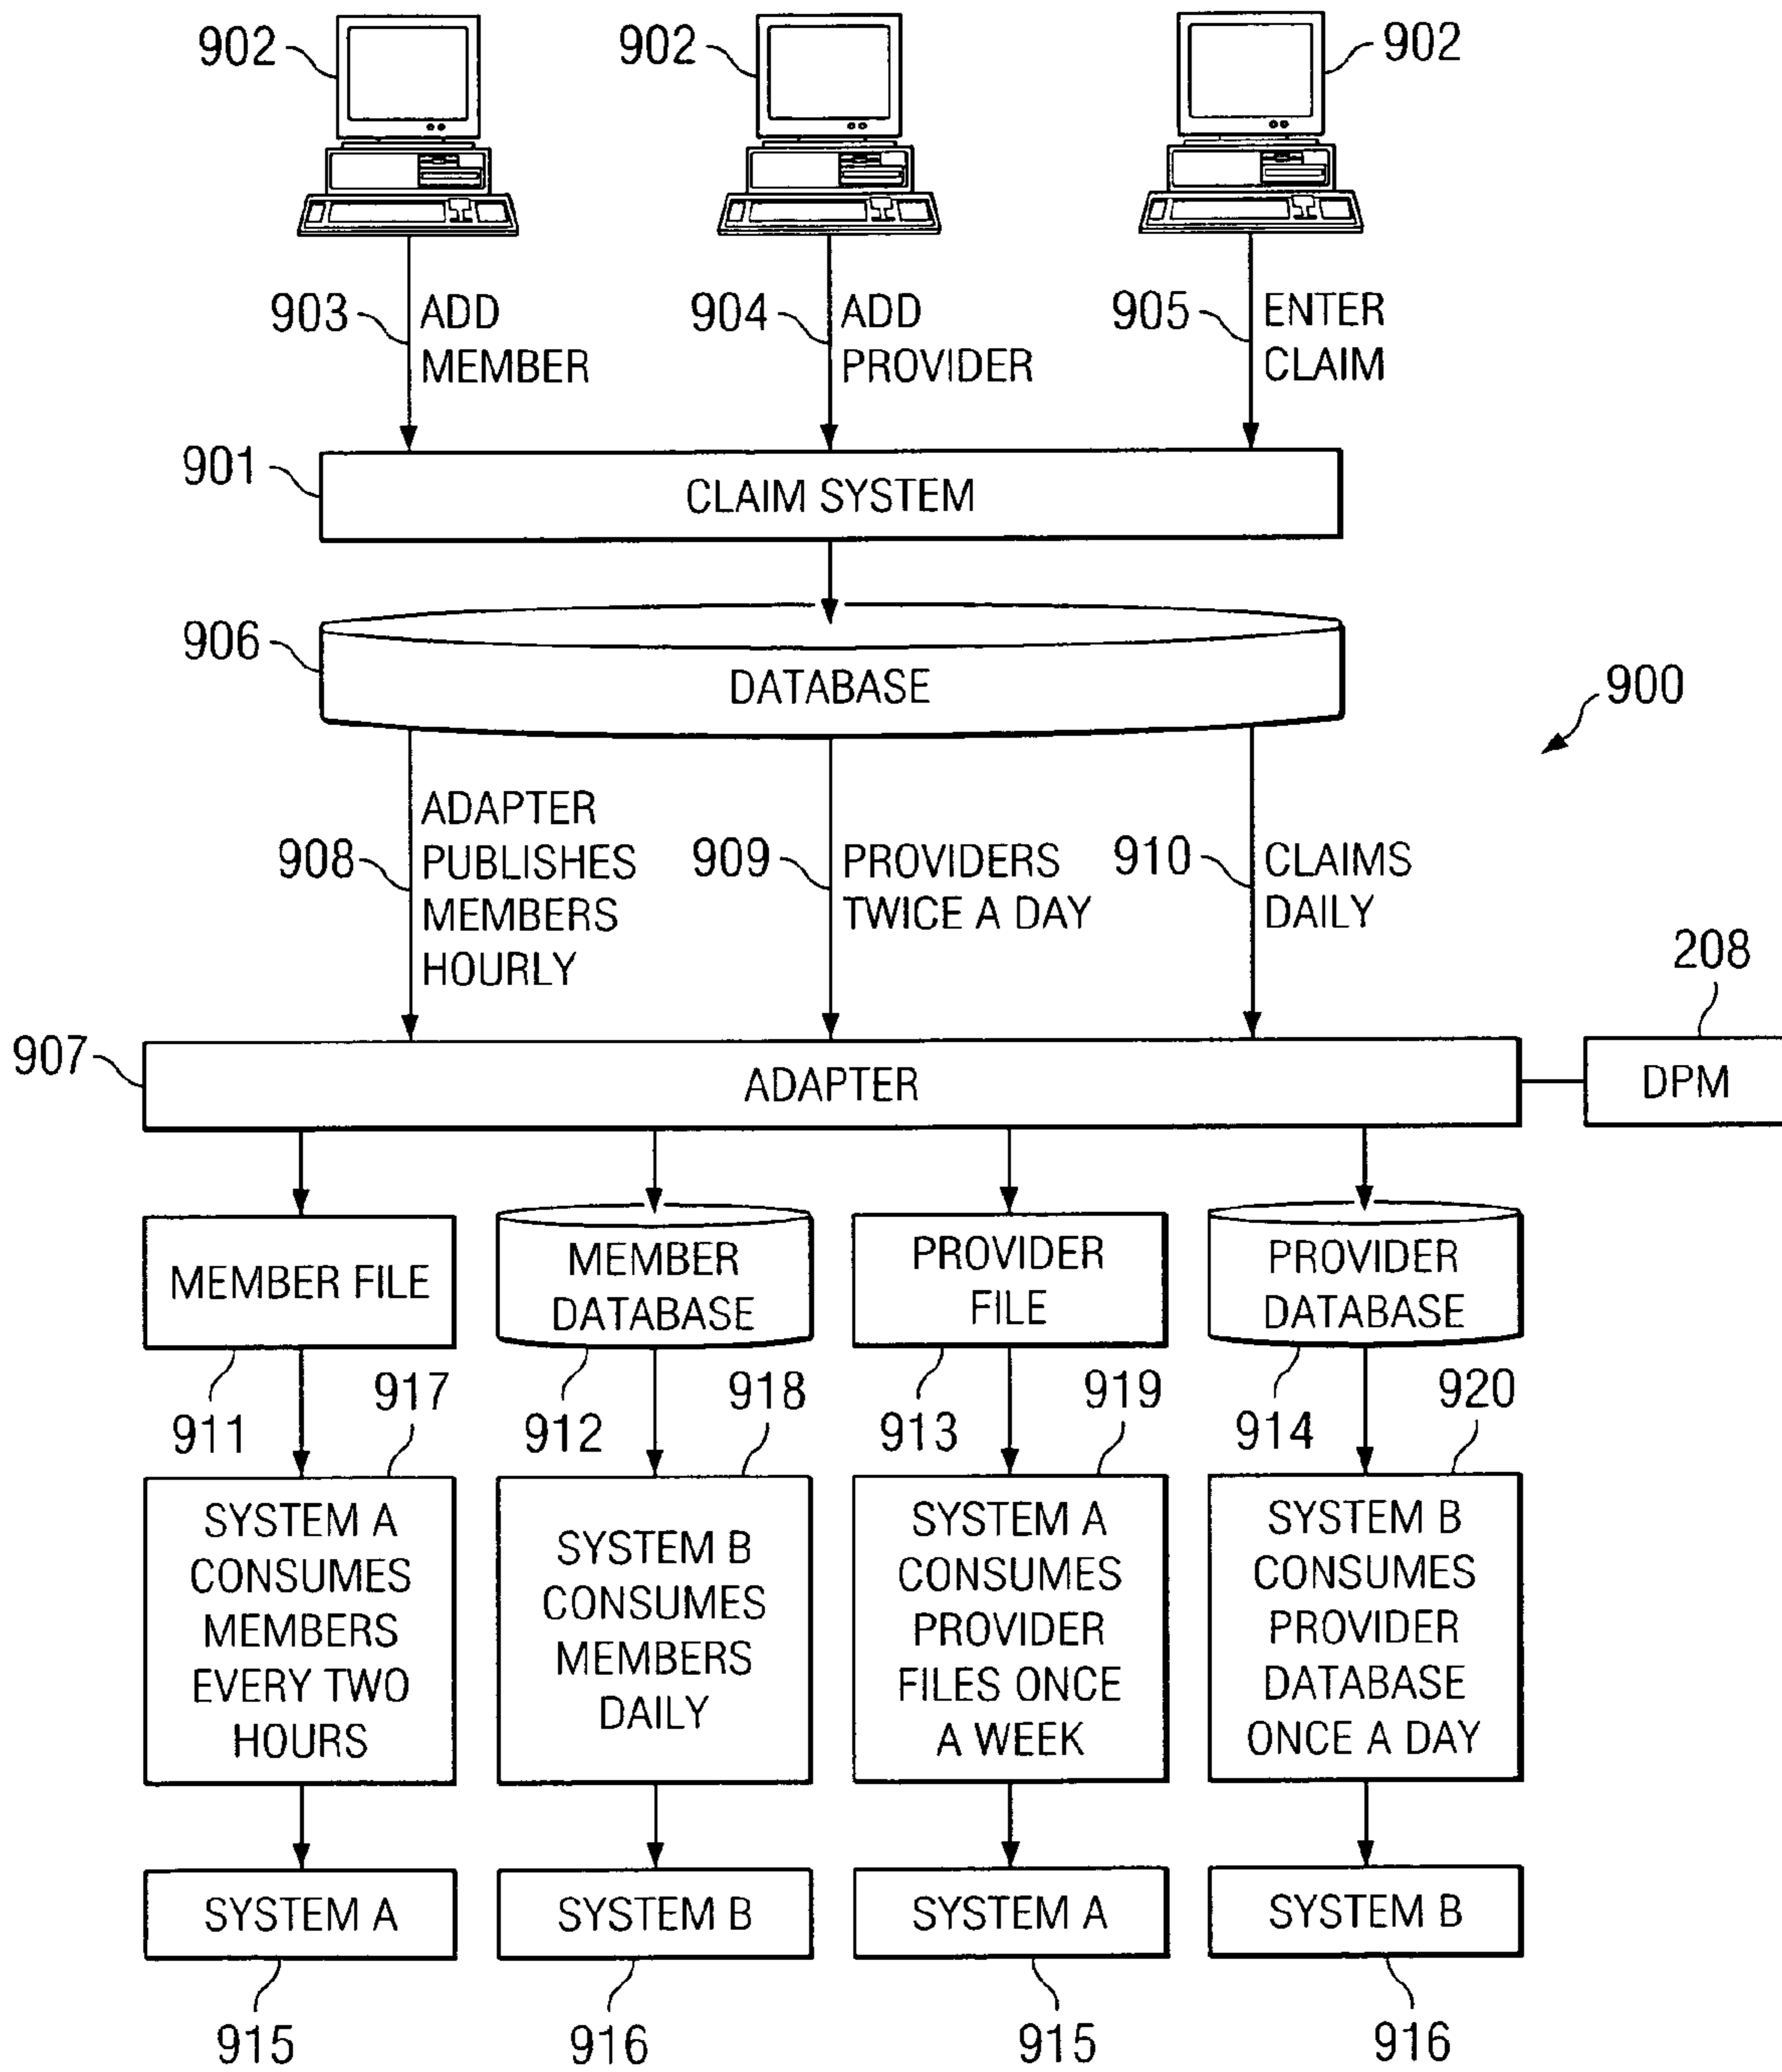 902
902
902
903
ADD
MEMBER
904
ADD
PROVIDER
905
ENTER
CLAIM
901
CLAIM SYSTEM
906
DATABASE
900
908
ADAPTER
PUBLISHES
MEMBERS
HOURLY
909
PROVIDERS
TWICE A DAY
910
CLAIMS
DAILY
208
907
ADAPTER
DPM
MEMBER FILE
MEMBER
DATABASE
PROVIDER
FILE
PROVIDER
DATABASE
911
917
912
918
913
919
914
920
SYSTEM A
CONSUMES
MEMBERS
EVERY TWO
HOURS
SYSTEM B
CONSUMES
MEMBERS
DAILY
SYSTEM A
CONSUMES
PROVIDER
FILES ONCE
A WEEK
SYSTEM B
CONSUMES
PROVIDER
DATABASE
ONCE A DAY
SYSTEM A
SYSTEM B
SYSTEM A
SYSTEM B
915
916
915
916